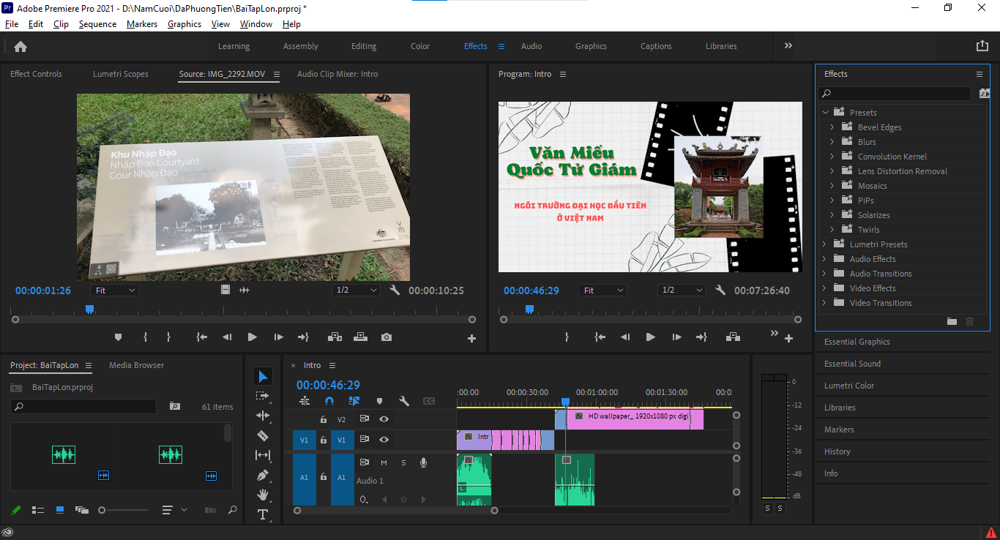 Adobe Premiere Pro 2021 - D:\NamCuoi\DaPhuongTien\BaiTapLon.prproj *
File Edit Clip Sequence Markers Graphics View Window Help
Learning Assembly Editing Color Effects Audio Graphics Captions Libraries
Effect Controls Lumetri Scopes Source: IMG_2292.MOV Audio Clip Mixer: Intro
Khu Nhập Đạo
Nhập Đạo Courtyard
Cour Nhập Đạo
00:00:01:26 Fit 1/2 00:00:10:25
Program: Intro
Văn Miếu
Quốc Tử Giám
NGÔI TRƯỜNG ĐẠI HỌC ĐẦU TIÊN
Ở VIỆT NAM
00:00:46:29 Fit 1/2 00:07:26:40
Effects
Presets
Bevel Edges
Blurs
Convolution Kernel
Lens Distortion Removal
Mosaics
PiPs
Solarizes
Twirls
Lumetri Presets
Audio Effects
Audio Transitions
Video Effects
Video Transitions
Essential Graphics
Essential Sound
Lumetri Color
Libraries
Markers
History
Info
Project: BaiTapLon Media Browser
BaiTapLon.prproj
61 items
Intro
00:00:46:29
:00:00 00:00:30:00 00:01:00:00 00:01:30:00 00:0
V2 HD wallpaper_ 1920x1080 px digi
V1 V1 Intr
A1 A1 M S
Audio 1
L
0
-12
-24
-36
-48
dB
S S